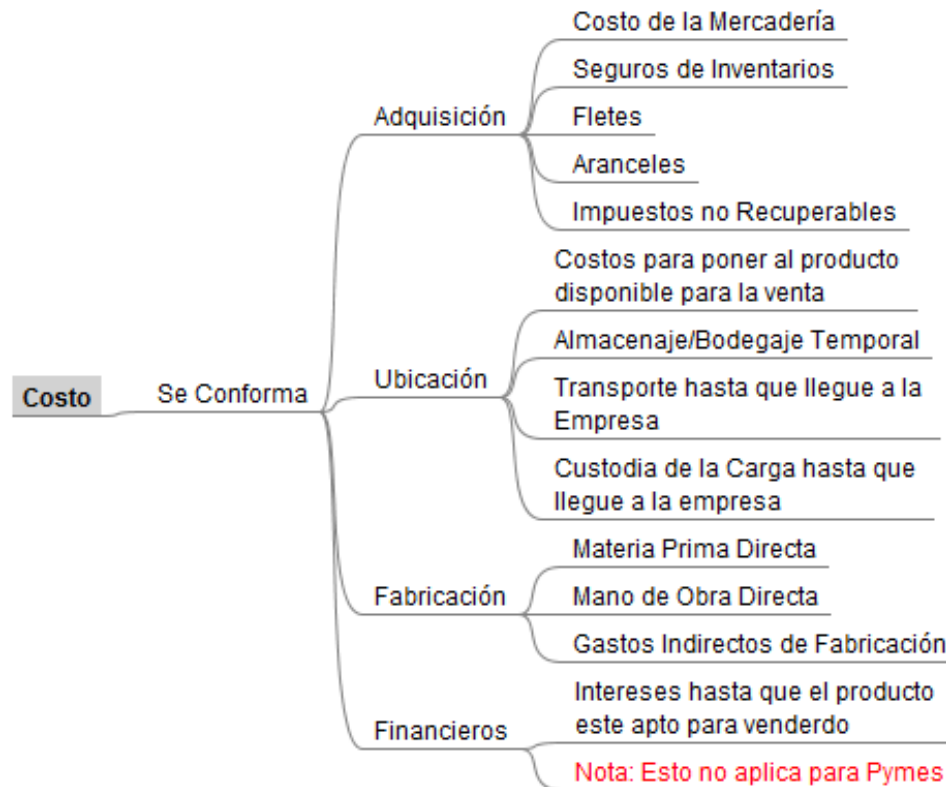 Costo
Se Conforma
Adquisición
Costo de la Mercadería
Seguros de Inventarios
Fletes
Aranceles
Impuestos no Recuperables
Ubicación
Costos para poner al producto
disponible para la venta
Almacenaje/Bodegaje Temporal
Transporte hasta que llegue a la
Empresa
Custodia de la Carga hasta que
llegue a la empresa
Fabricación
Materia Prima Directa
Mano de Obra Directa
Gastos Indirectos de Fabricación
Financieros
Intereses hasta que el producto
este apto para venderdo
Nota: Esto no aplica para Pymes